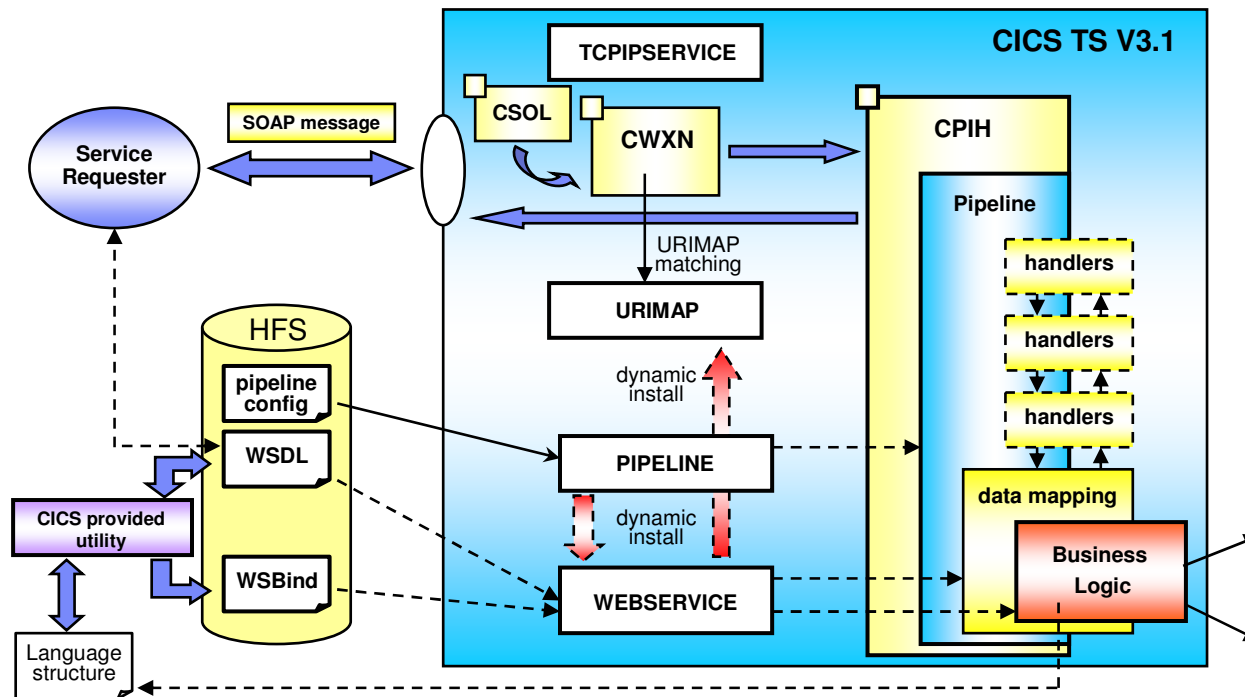 CICS TS V3.1
TCPIPSERVICE
SOAP message
CSOL
CWXN
CPIH
Service
Requester
Pipeline
URIMAP
matching
handlers
URIMAP
HFS
handlers
pipeline
config
dynamic
install
handlers
WSDL
PIPELINE
data mapping
CICS provided
utility
dynamic
install
Business
Logic
WSBind
WEBSERVICE
Language
structure